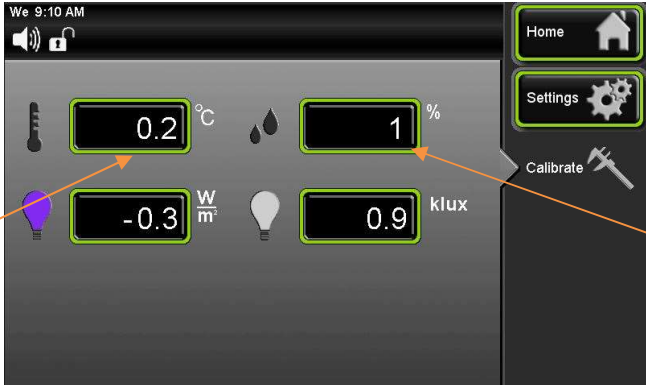 We 9:10 AM
Home
Settings
Calibrate
0.2 °C
1 %
-0.3 W/m²
0.9 klux